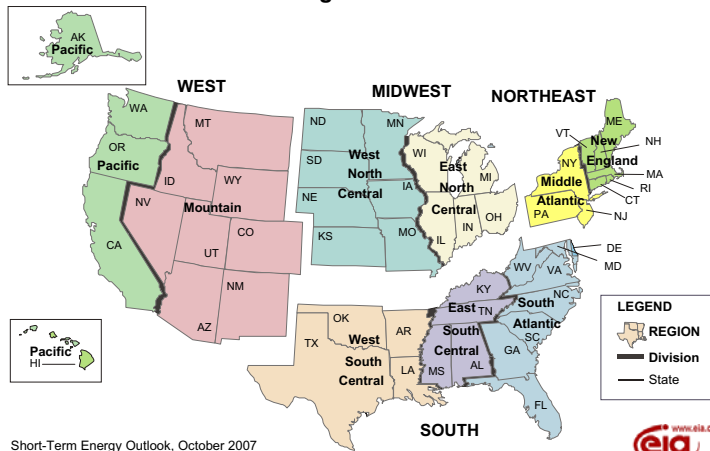 AK
Pacific
WEST
MIDWEST
NORTHEAST
WA
MT
OR
Pacific
ID
WY
NV
Mountain
CO
CA
UT
NM
AZ
ND
MN
SD
West
North
NE
IA
Central
KS
MO
WI
East
MI
North
Central
IL
IN
OH
ME
VT
New
NH
NY
England
MA
Middle
RI
Atlantic
CT
PA
NJ
DE
MD
WV
VA
KY
NC
East
TN
South
South
Atlantic
Central
SC
GA
MS
AL
FL
OK
TX
West
AR
South
LA
Central
SOUTH
Pacific
HI
LEGEND
REGION
Division
State
Short-Term Energy Outlook, October 2007
eia